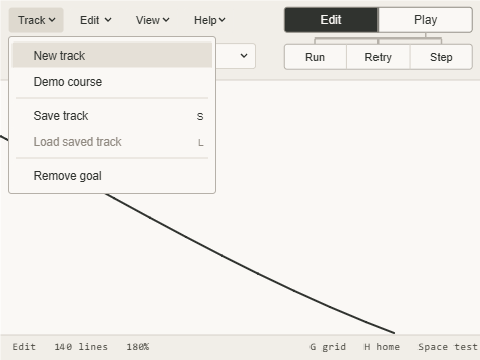 Track Edit View Help Edit Play
New track
Run Retry Step
Demo course
Save track S
Load saved track L
Remove goal
Edit 140 lines 180% G grid H home Space test